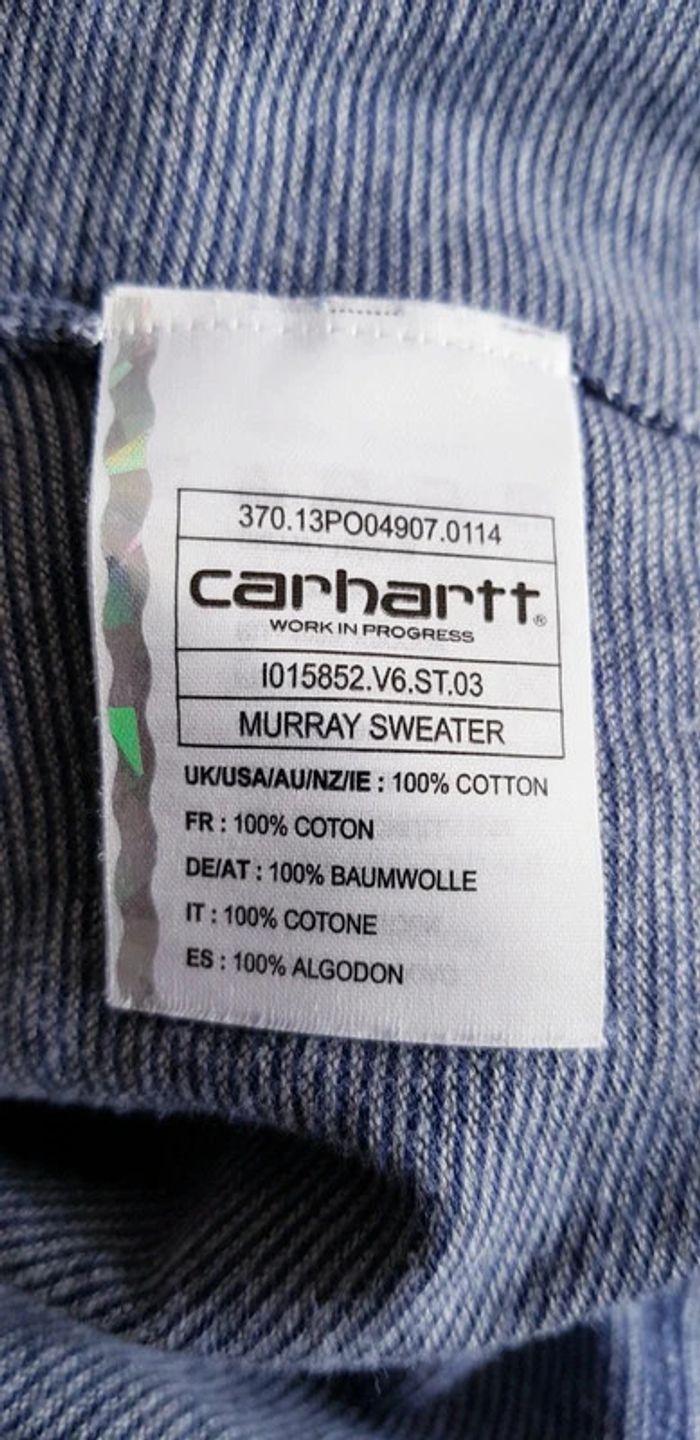 370.13PO04907.0114
carhartt®
WORK IN PROGRESS
I015852.V6.ST.03
MURRAY SWEATER
UK/USA/AU/NZ/IE : 100% COTTON
FR : 100% COTON
DE/AT : 100% BAUMWOLLE
IT : 100% COTONE
ES : 100% ALGODON